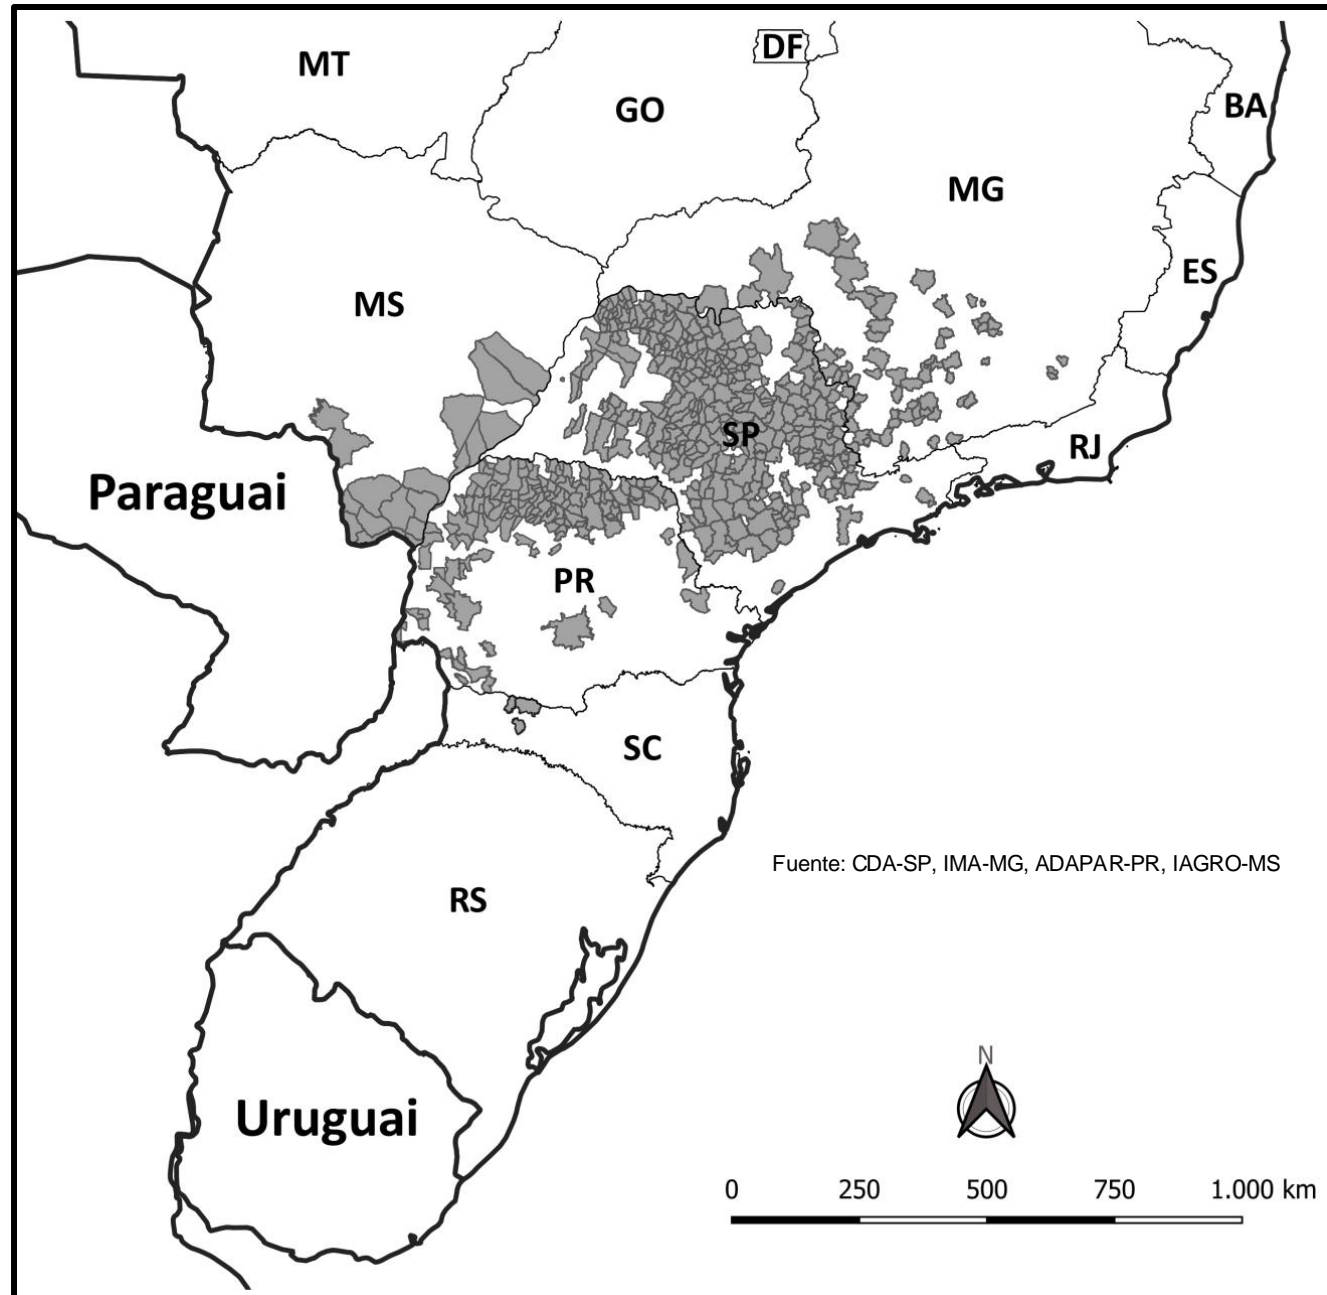 DF
MT
BA
GO
MG
ES
MS
SP
RJ
Paraguai
PR
SC
Fuente: CDA-SP, IMA-MG, ADAPAR-PR, IAGRO-MS
RS
N
Uruguai
0 250 500 750 1.000 km